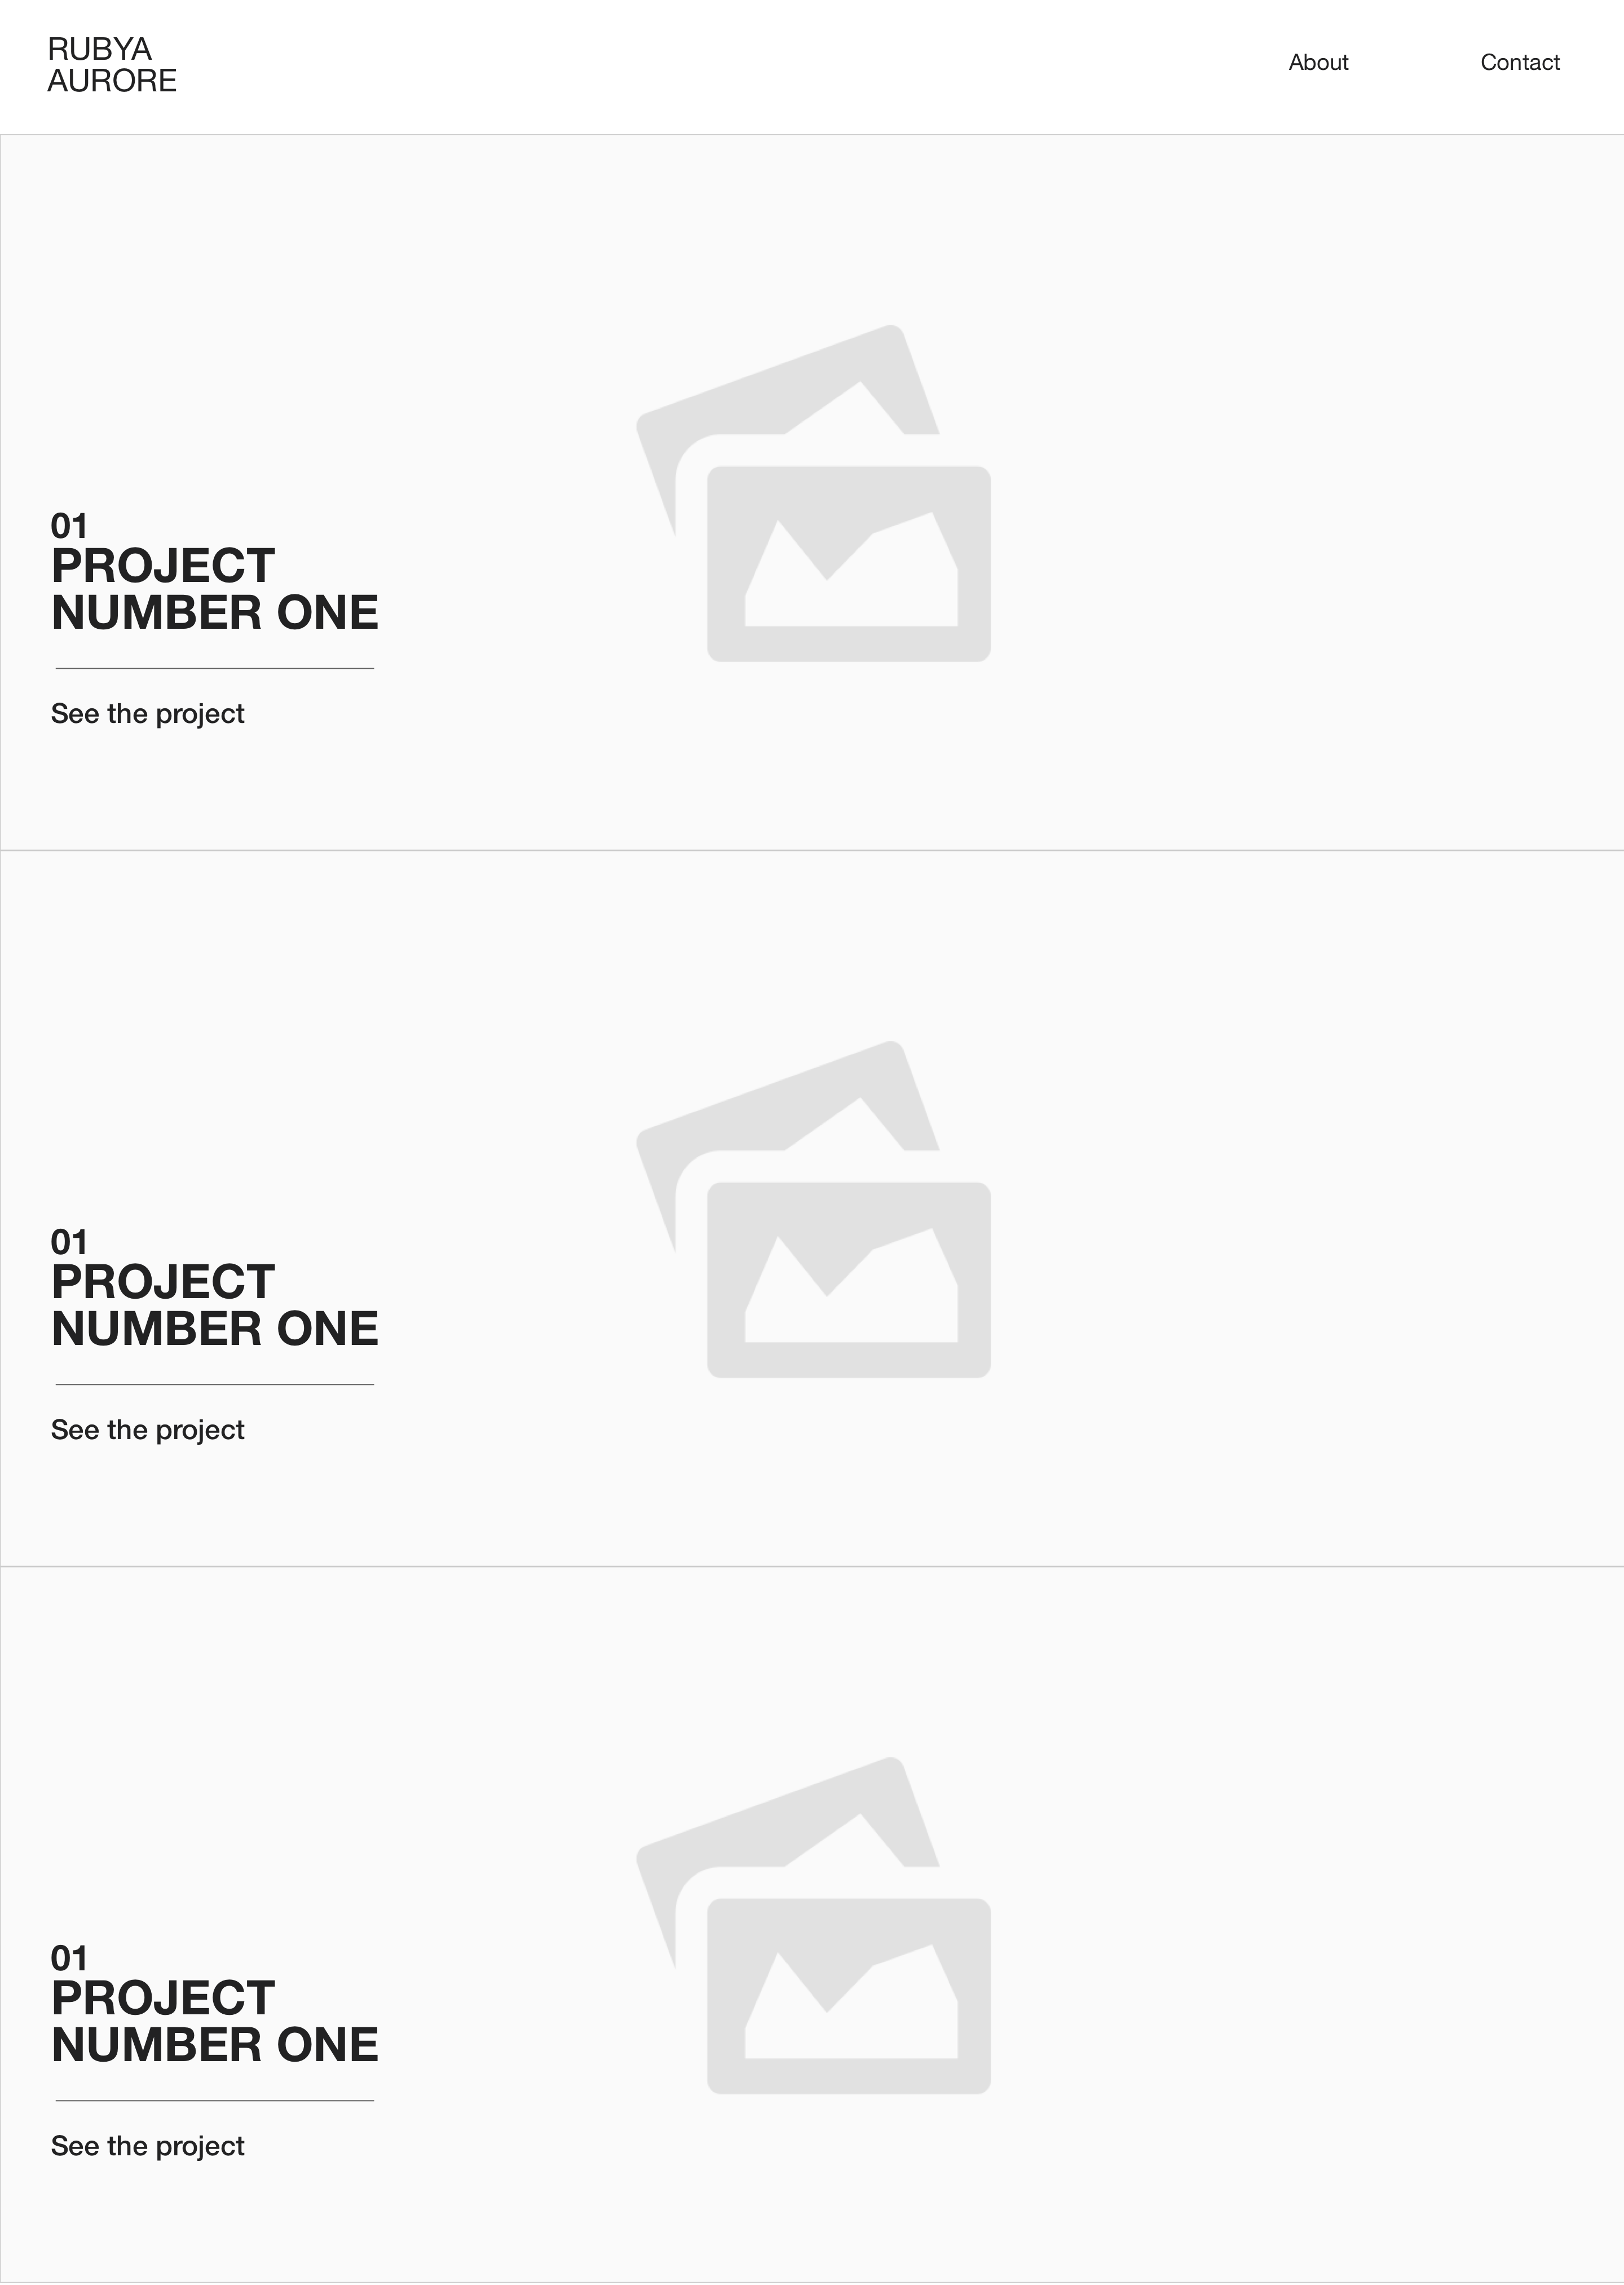 RUBYA
AURORE
About
Contact
01
PROJECT
NUMBER ONE
See the project
01
PROJECT
NUMBER ONE
See the project
01
PROJECT
NUMBER ONE
See the project